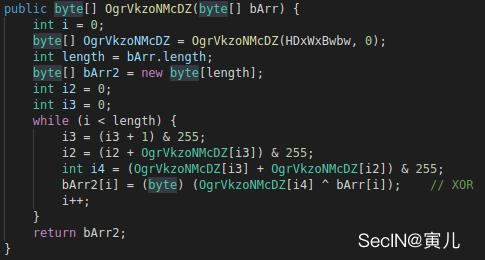 public byte[] OgrVkzoNMcDZ(byte[] bArr) {
    int i = 0;
    byte[] OgrVkzoNMcDZ = OgrVkzoNMcDZ(HDxWxBwbw, 0);
    int length = bArr.length;
    byte[] bArr2 = new byte[length];
    int i2 = 0;
    int i3 = 0;
    while (i < length) {
        i3 = (i3 + 1) & 255;
        i2 = (i2 + OgrVkzoNMcDZ[i3]) & 255;
        int i4 = (OgrVkzoNMcDZ[i3] + OgrVkzoNMcDZ[i2]) & 255;
        bArr2[i] = (byte) (OgrVkzoNMcDZ[i4] ^ bArr[i]);    // XOR
        i++;
    }
    return bArr2;
}
SecIN@寅儿